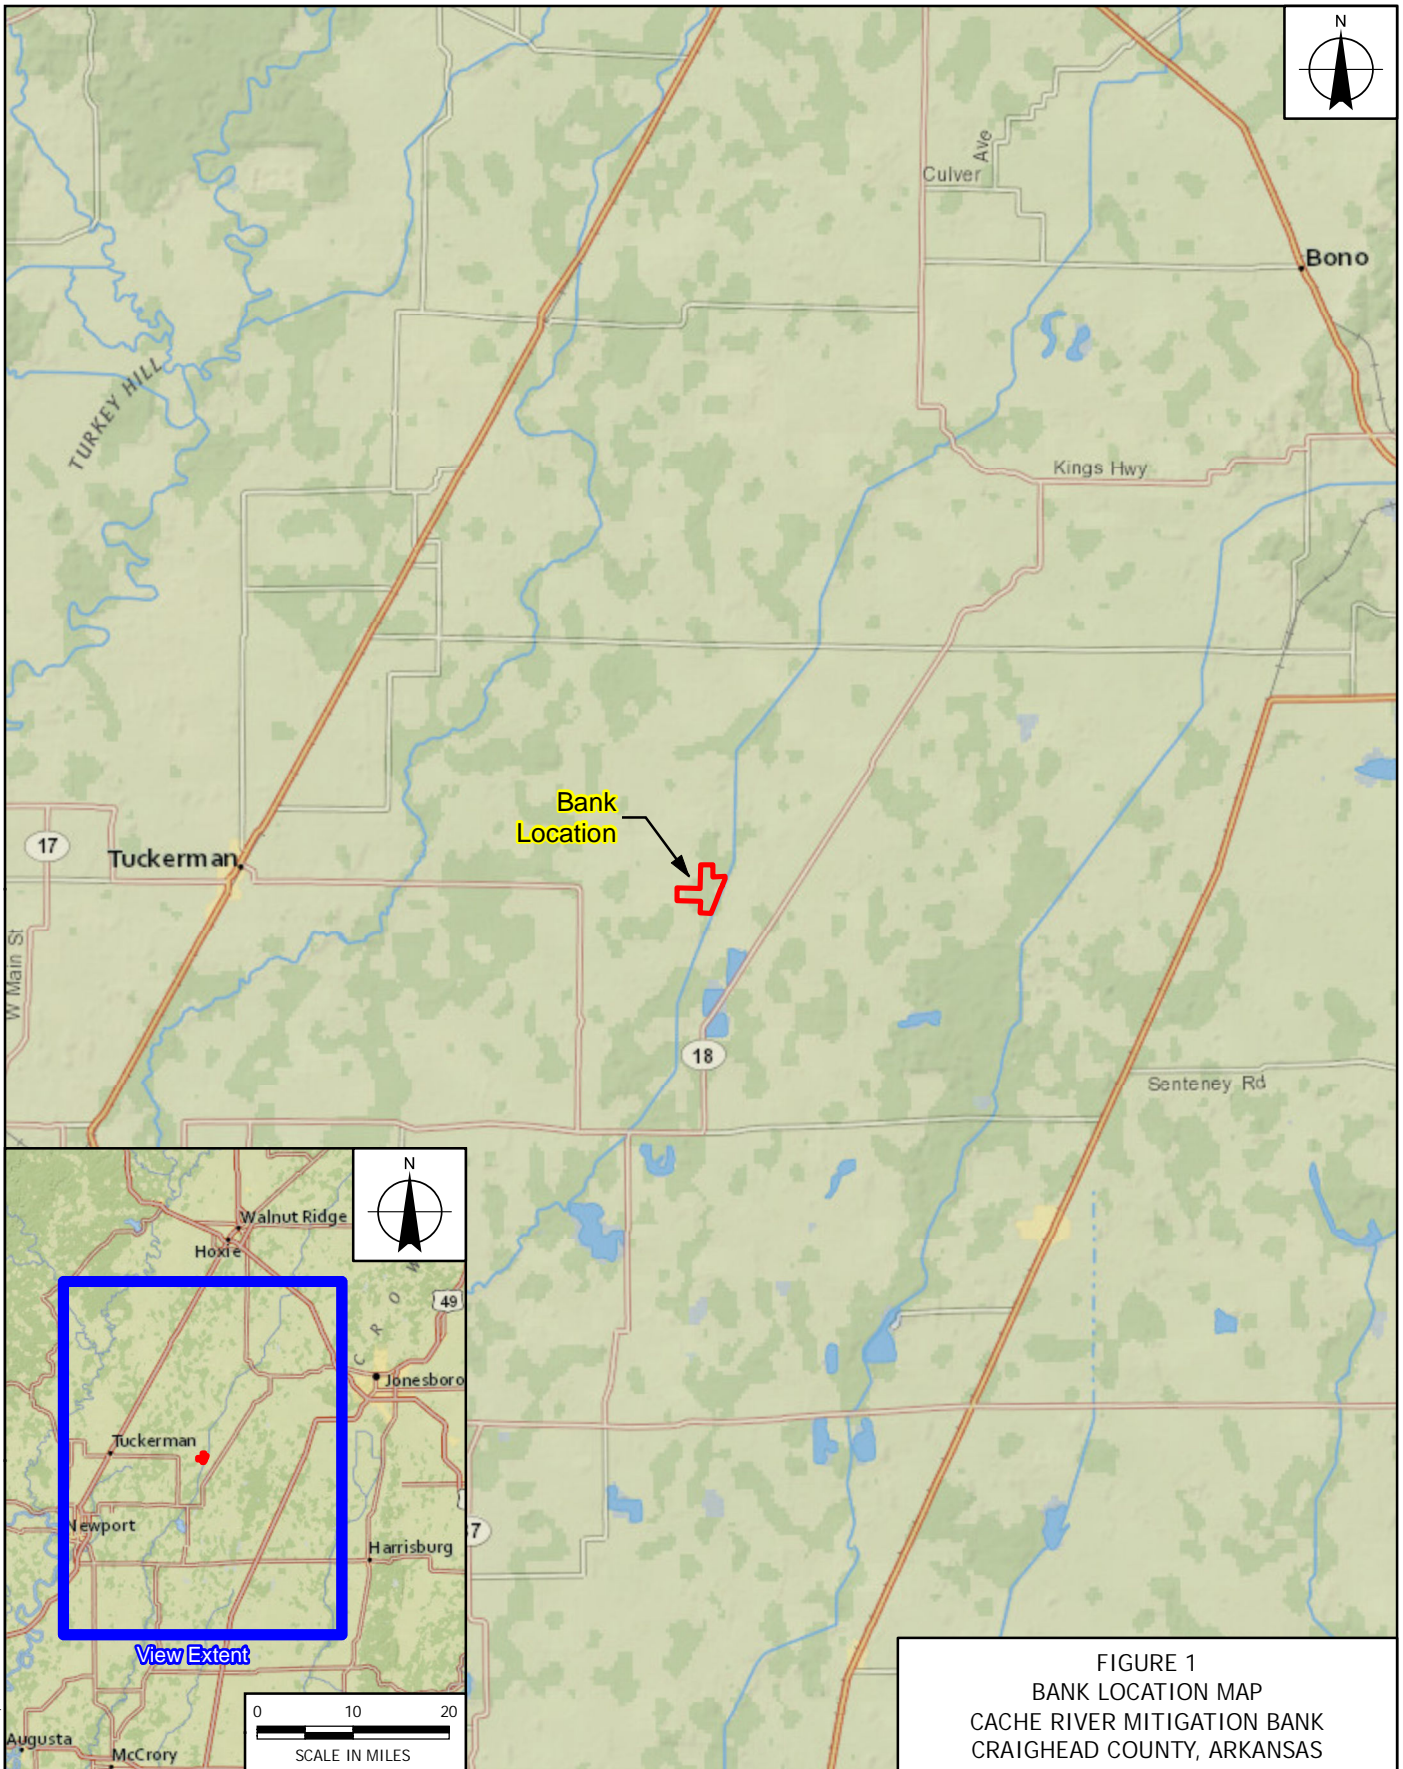 N
Culver
Ave
Bono
TURKEY HILL
Kings Hwy
Bank
Location
17
Tuckerman
W Main St
18
Senteney Rd
N
Walnut Ridge
Hoxie
C R O W
49
Jonesboro
Tuckerman
Newport
Harrisburg
37
View Extent
0 10 20
SCALE IN MILES
Augusta
McCrory
FIGURE 1
BANK LOCATION MAP
CACHE RIVER MITIGATION BANK
CRAIGHEAD COUNTY, ARKANSAS